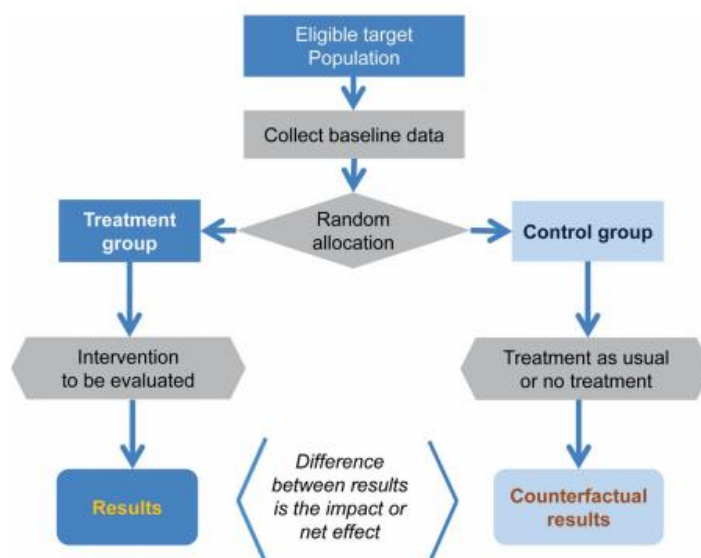 Eligible target
Population
Collect baseline data
Treatment
group
Random
allocation
Control group
Intervention
to be evaluated
Treatment as usual
or no treatment
Results
Difference
between results
is the impact or
net effect
Counterfactual
results